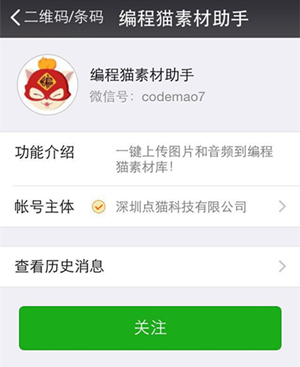 二维码/条码 编程猫素材助手
编程猫素材助手
微信号：codemao7
功能介绍 一键上传图片和音频到编程
猫素材库！
帐号主体 深圳点猫科技有限公司
查看历史消息
关注